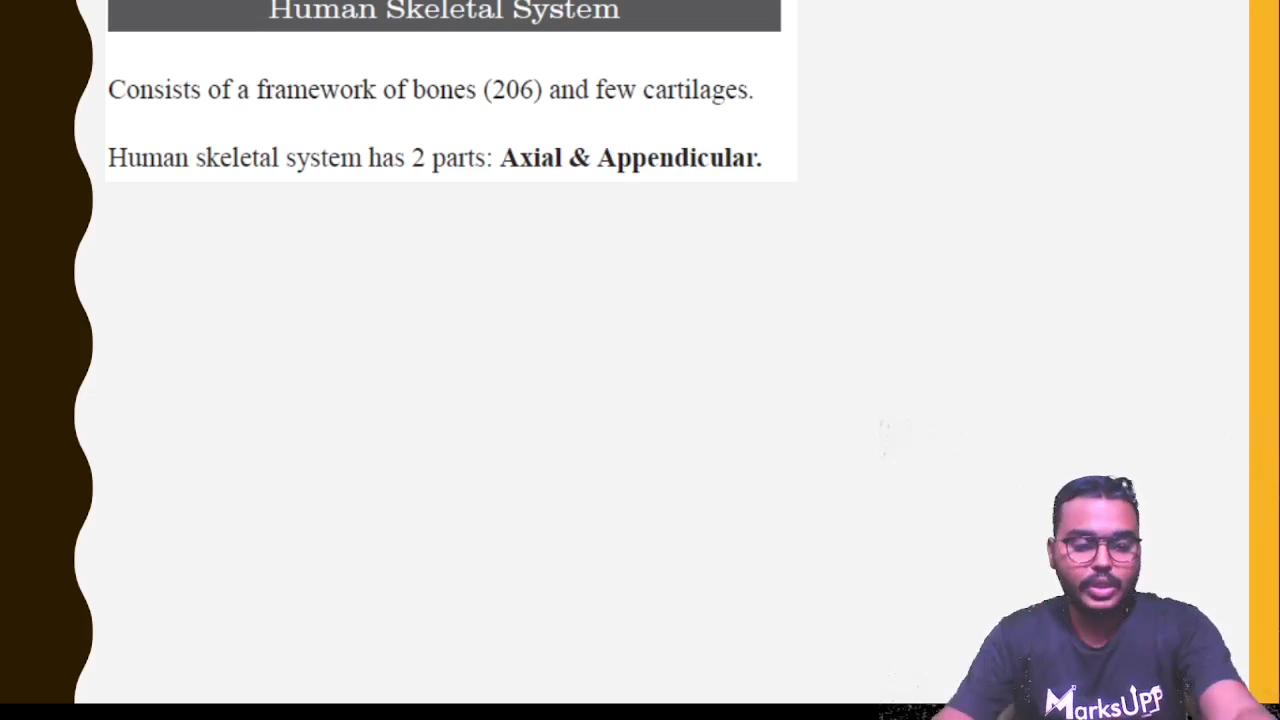 Human Skeletal System
Consists of a framework of bones (206) and few cartilages.
Human skeletal system has 2 parts: Axial & Appendicular.
MarksUPP